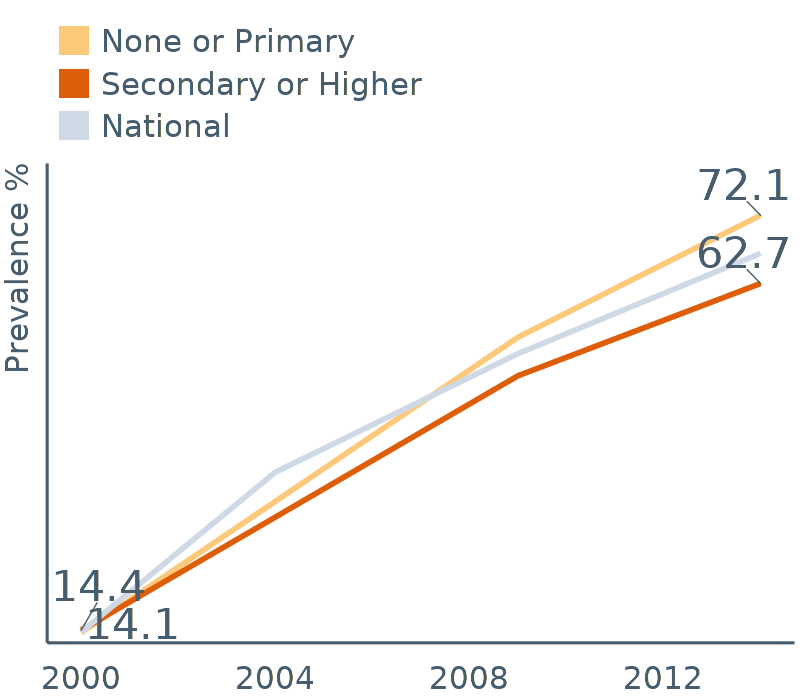 None or Primary
Secondary or Higher
National
Prevalence %
72.1
62.7
14.4
14.1
2000
2004
2008
2012